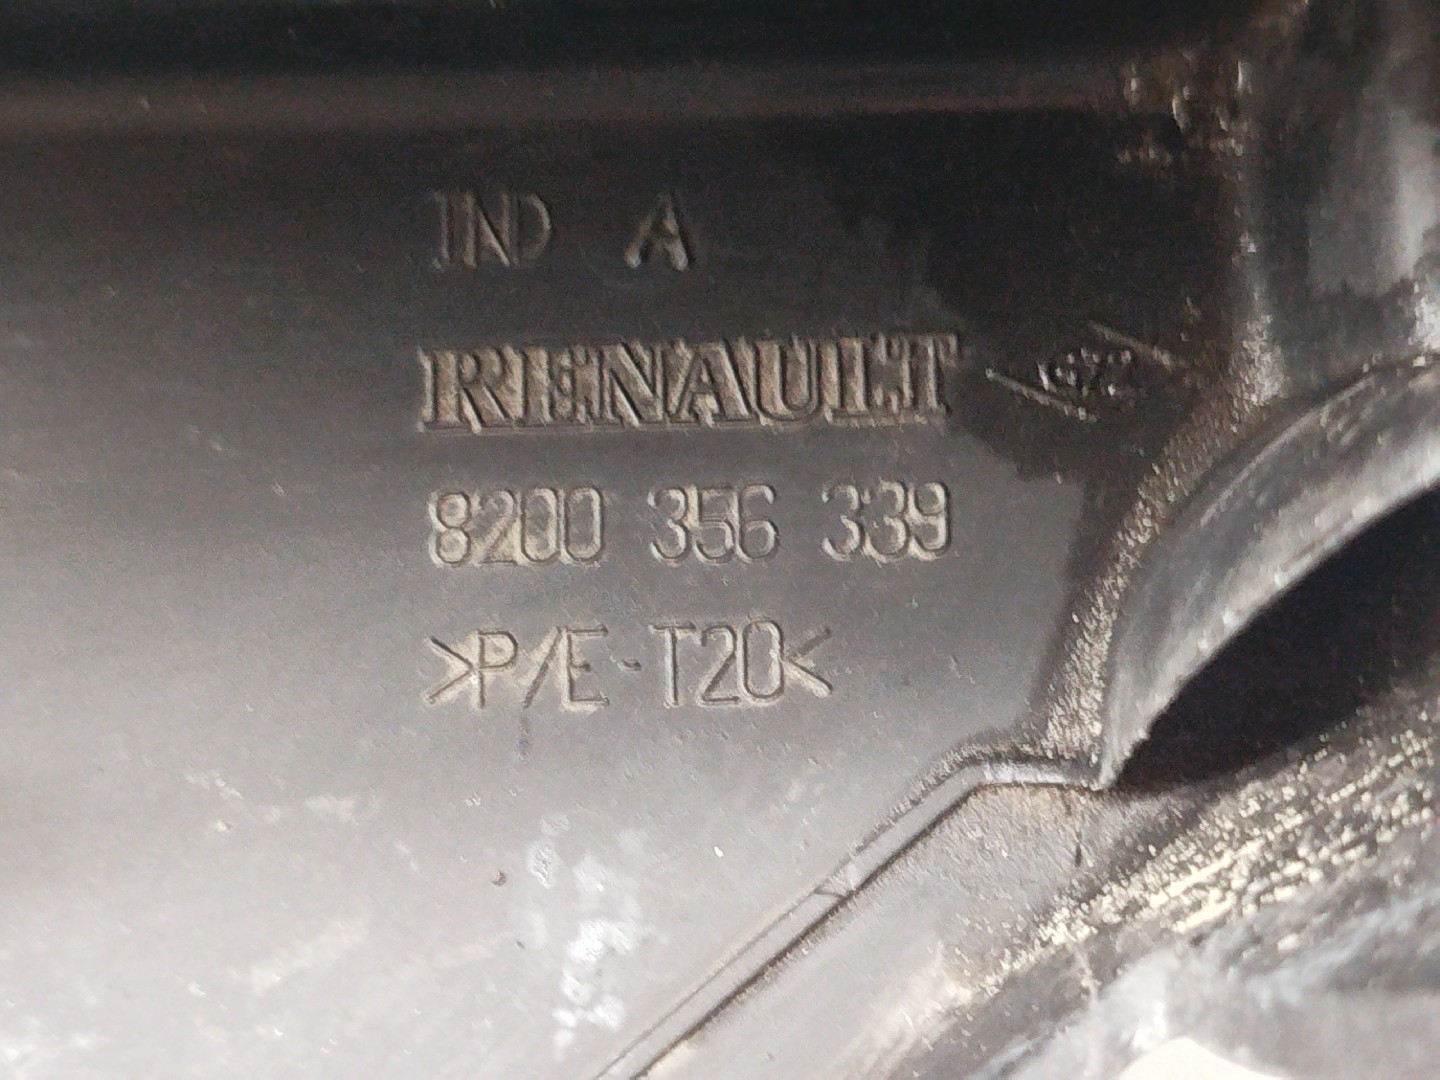 IND A
RENAULT
8200 356 339
>P/E-T20<